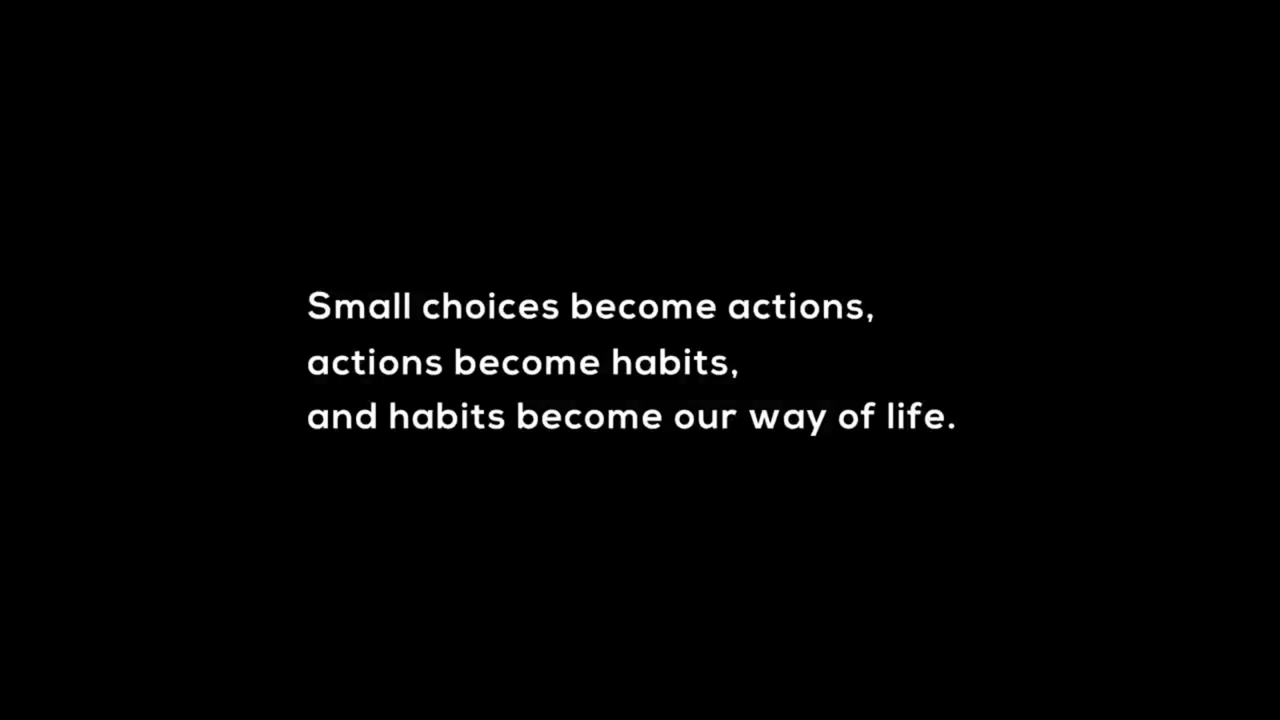 Small choices become actions,
actions become habits,
and habits become our way of life.